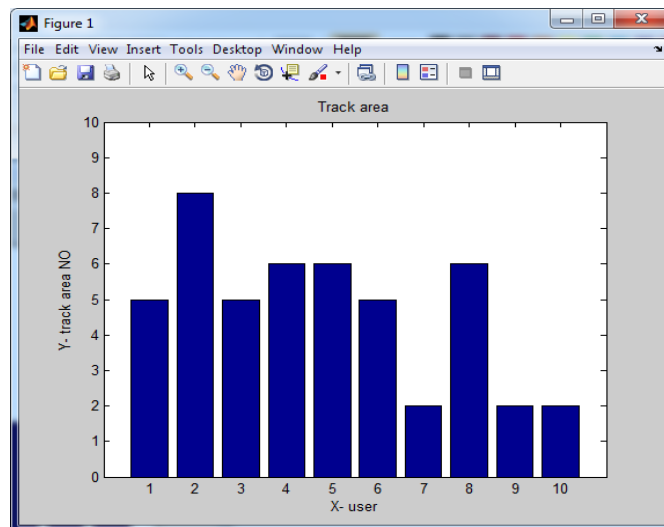 Figure 1
File Edit View Insert Tools Desktop Window Help
Track area
10
9
8
7
6
5
4
3
2
1
0
Y- track area NO
1 2 3 4 5 6 7 8 9 10
X- user